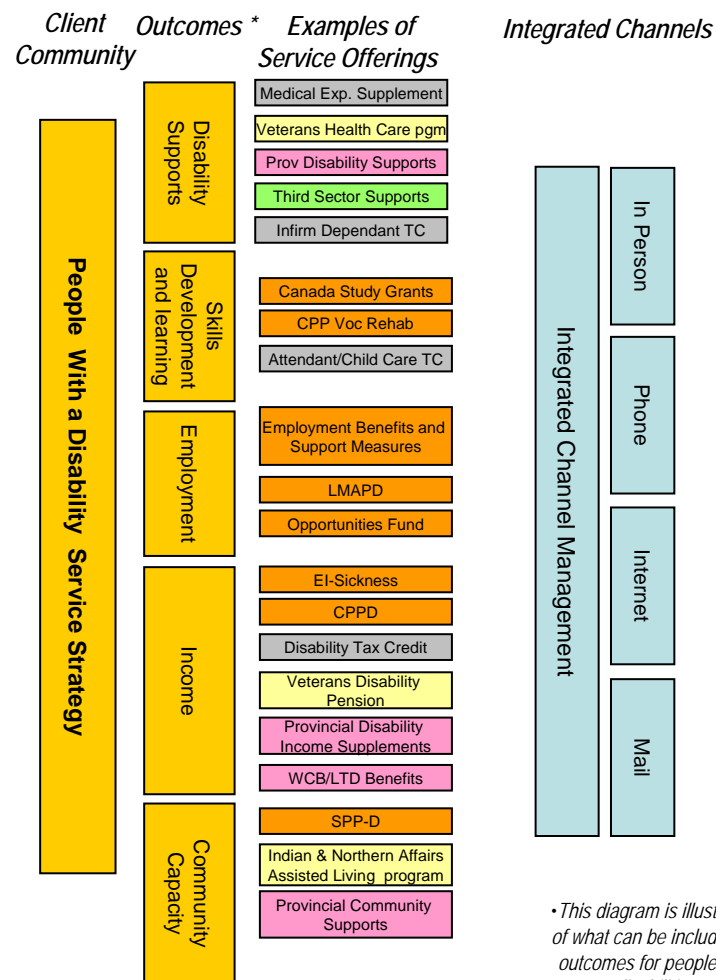 Client
Community
Outcomes *
Examples of
Service Offerings
Integrated Channels
People With a Disability Service Strategy
Disability
Supports
Medical Exp. Supplement
Veterans Health Care pgm
Prov Disability Supports
Third Sector Supports
Infirm Dependant TC
Skills
Development
and learning
Canada Study Grants
CPP Voc Rehab
Attendant/Child Care TC
Employment
Employment Benefits and
Support Measures
LMAPD
Opportunities Fund
Income
EI-Sickness
CPPD
Disability Tax Credit
Veterans Disability
Pension
Provincial Disability
Income Supplements
WCB/LTD Benefits
Community
Capacity
SPP-D
Indian & Northern Affairs
Assisted Living program
Provincial Community
Supports
Integrated Channel Management
In Person
Phone
Internet
Mail
•This diagram is
of what can be
outcomes for people